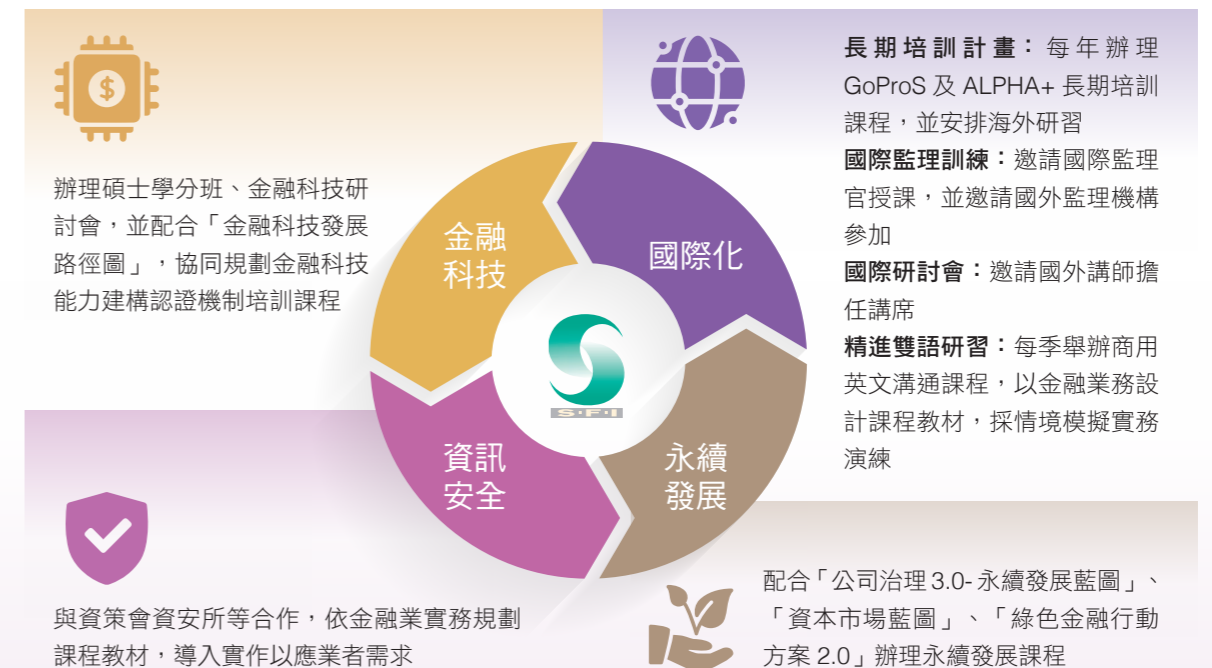 辦理碩士學分班、金融科技研
討會，並配合「金融科技發展
路徑圖」，協同規劃金融科技
能力建構認證機制培訓課程
長期培訓計畫：每年辦理
GoProS 及 ALPHA+ 長期培訓
課程，並安排海外研習
國際監理訓練：邀請國際監理
官授課，並邀請國外監理機構
參加
國際研討會：邀請國外講師擔
任講席
精進雙語研習：每季舉辦商用
英文溝通課程，以金融業務設
計課程教材，採情境模擬實務
演練
金融
科技
國際化
S·F·I
資訊
安全
永續
發展
與資策會資安所等合作，依金融業實務規劃
課程教材，導入實作以應業者需求
配合「公司治理 3.0- 永續發展藍圖」、
「資本市場藍圖」、「綠色金融行動
方案 2.0」辦理永續發展課程